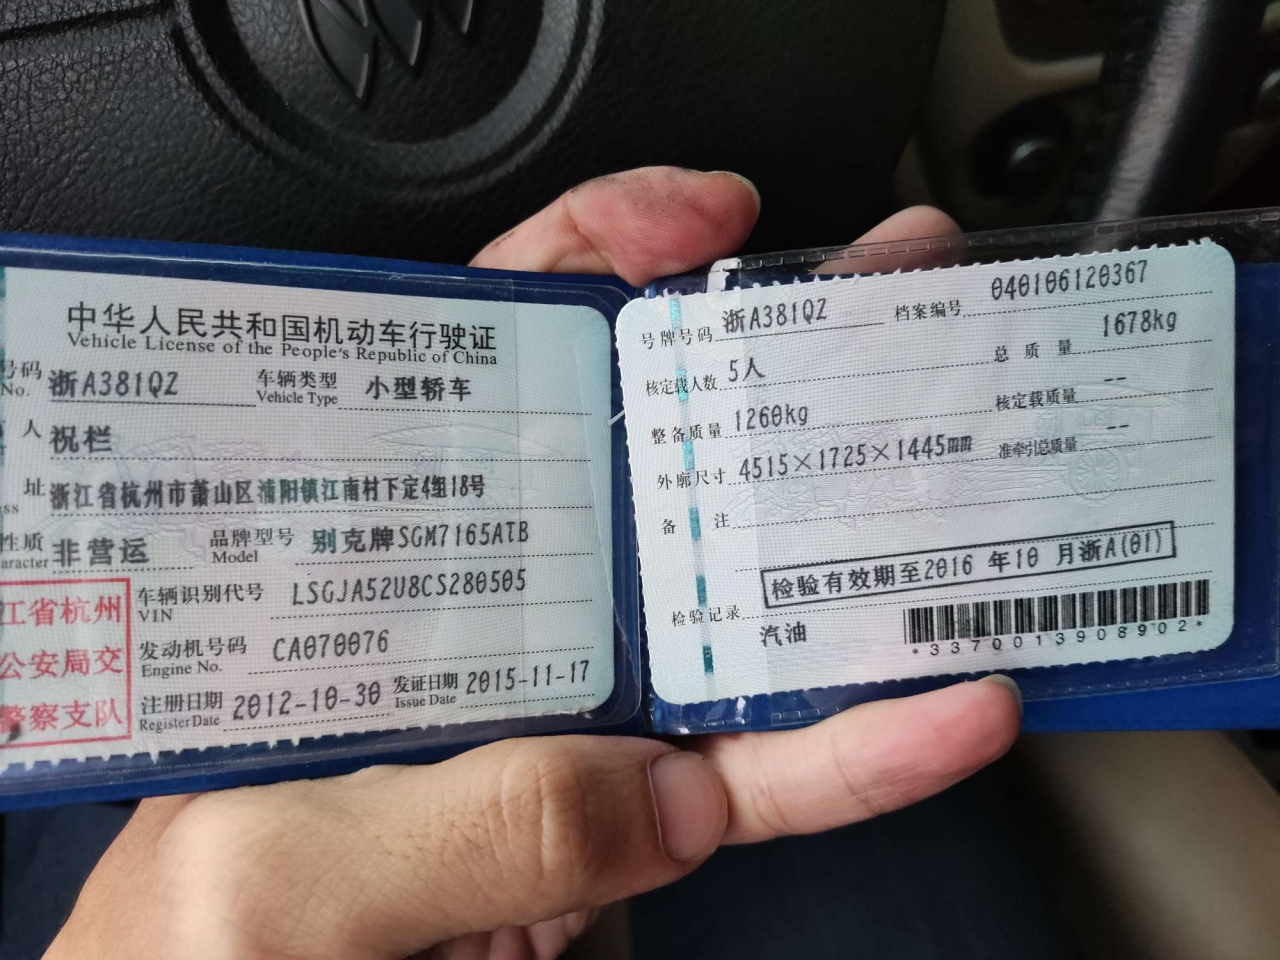 中华人民共和国机动车行驶证
Vehicle License of the People's Republic of China
号码 浙A381QZ 车辆类型 小型轿车
No. Vehicle Type
人 祝栏
址 浙江省杭州市萧山区浦阳镇江南村下定4组18号
ss
性质 非营运 品牌型号 别克牌SGM7165ATB
aracter Model
江省杭州
公安局交
警察支队
车辆识别代号 LSGJA52U8CS280505
VIN
发动机号码 CA070076
Engine No.
注册日期 2012-10-30 发证日期 2015-11-17
Register Date Issue Date
号牌号码 浙A381QZ 档案编号 040106120367
核定载人数 5人 总质量 1678kg
整备质量 1260kg 核定载质量 --
外廓尺寸 4515×1725×1445mm 准牵引总质量 --
备注
检验有效期至2016 年10 月浙A(01)
检验记录
汽油
*3370013908902*